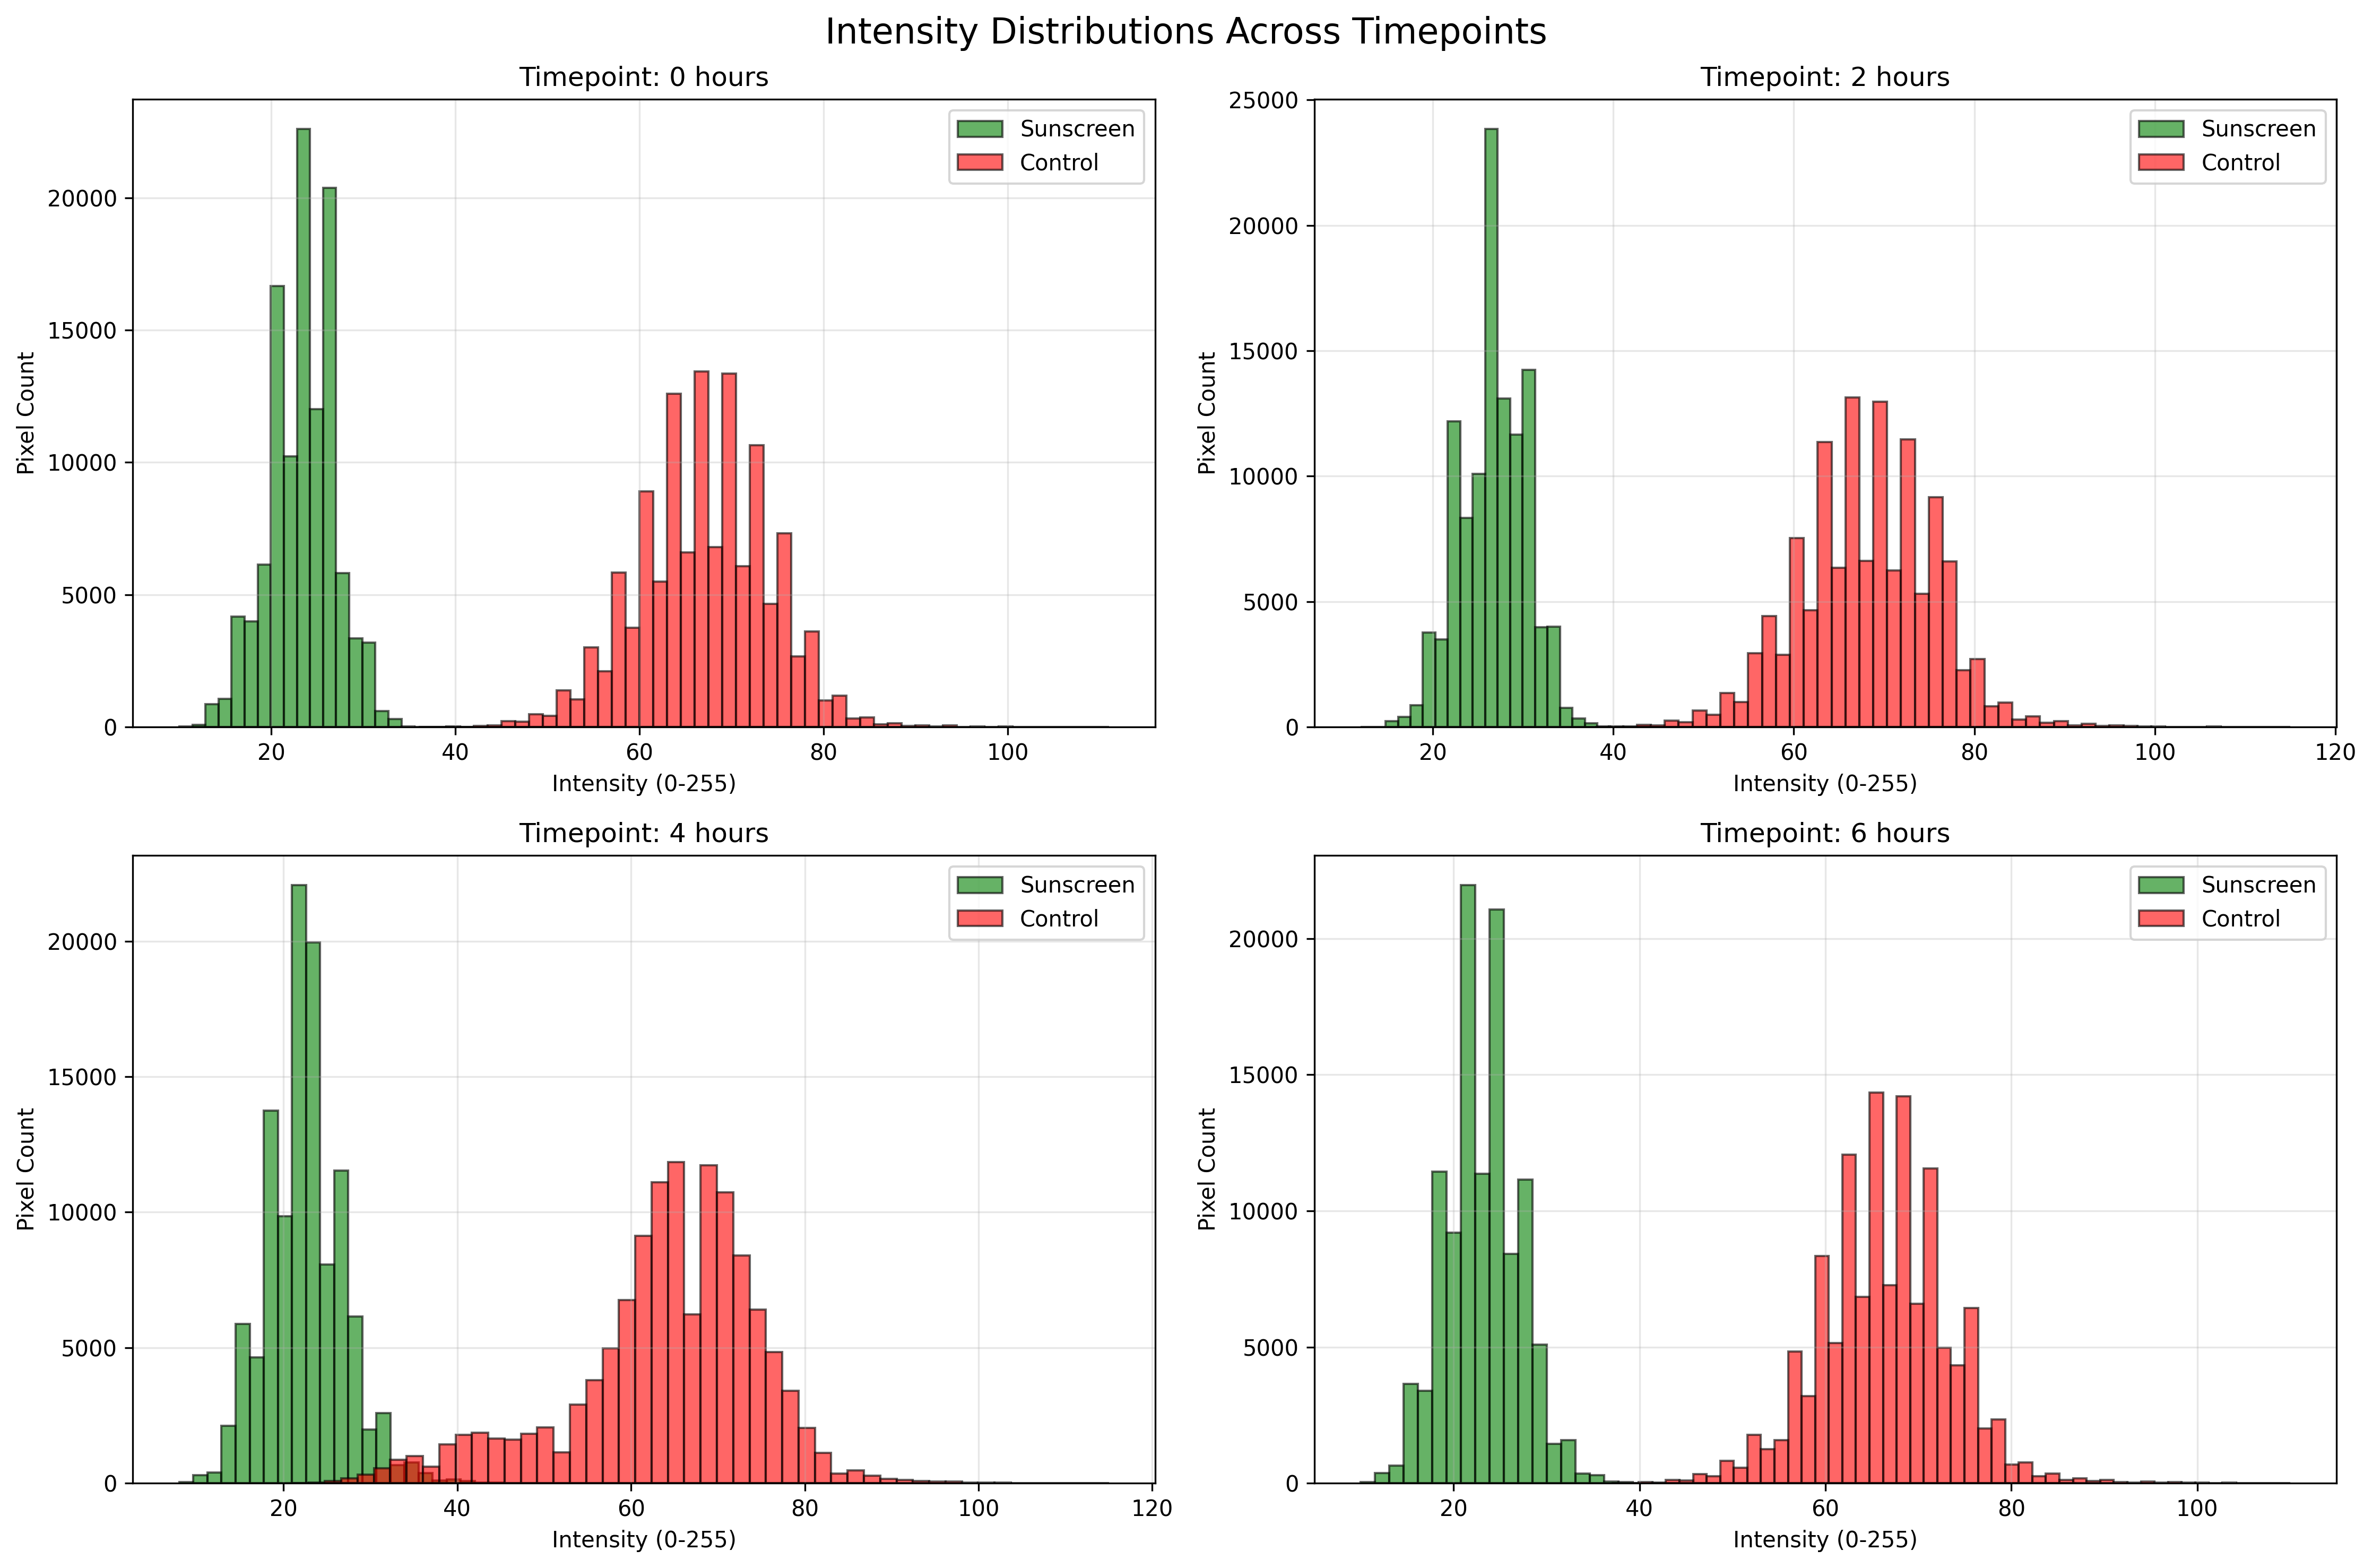 Intensity Distributions Across Timepoints
Timepoint: 0 hours
Sunscreen
Control
20000
15000
10000
5000
0
Pixel Count
20 40 60 80 100
Intensity (0-255)
Timepoint: 2 hours
Sunscreen
Control
25000
20000
15000
10000
5000
0
Pixel Count
20 40 60 80 100 120
Intensity (0-255)
Timepoint: 4 hours
Sunscreen
Control
20000
15000
10000
5000
0
Pixel Count
20 40 60 80 100 120
Intensity (0-255)
Timepoint: 6 hours
Sunscreen
Control
20000
15000
10000
5000
0
Pixel Count
20 40 60 80 100
Intensity (0-255)